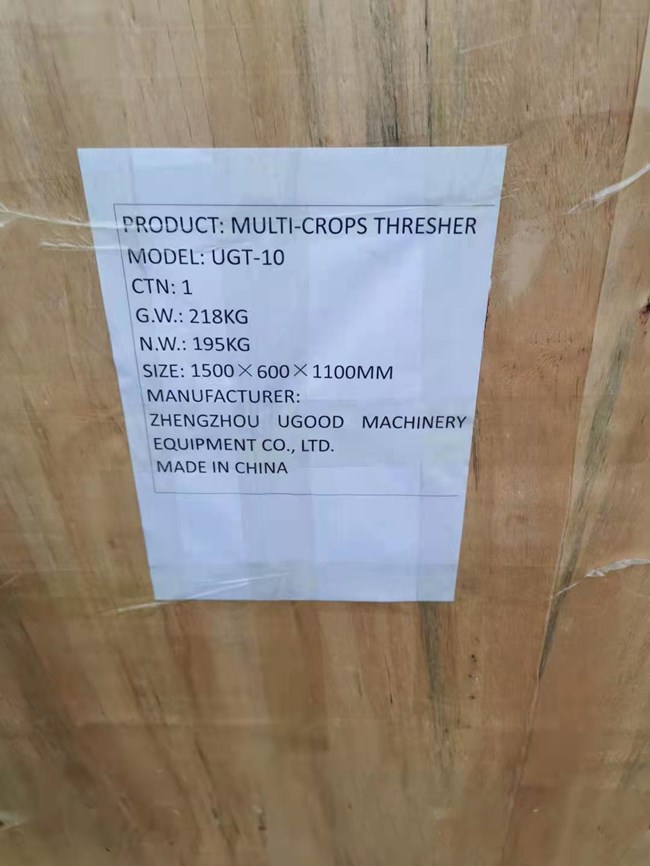 PRODUCT: MULTI-CROPS THRESHER
MODEL: UGT-10
CTN: 1
G.W.: 218KG
N.W.: 195KG
SIZE: 1500×600×1100MM
MANUFACTURER:
ZHENGZHOU UGOOD MACHINERY
EQUIPMENT CO., LTD.
MADE IN CHINA